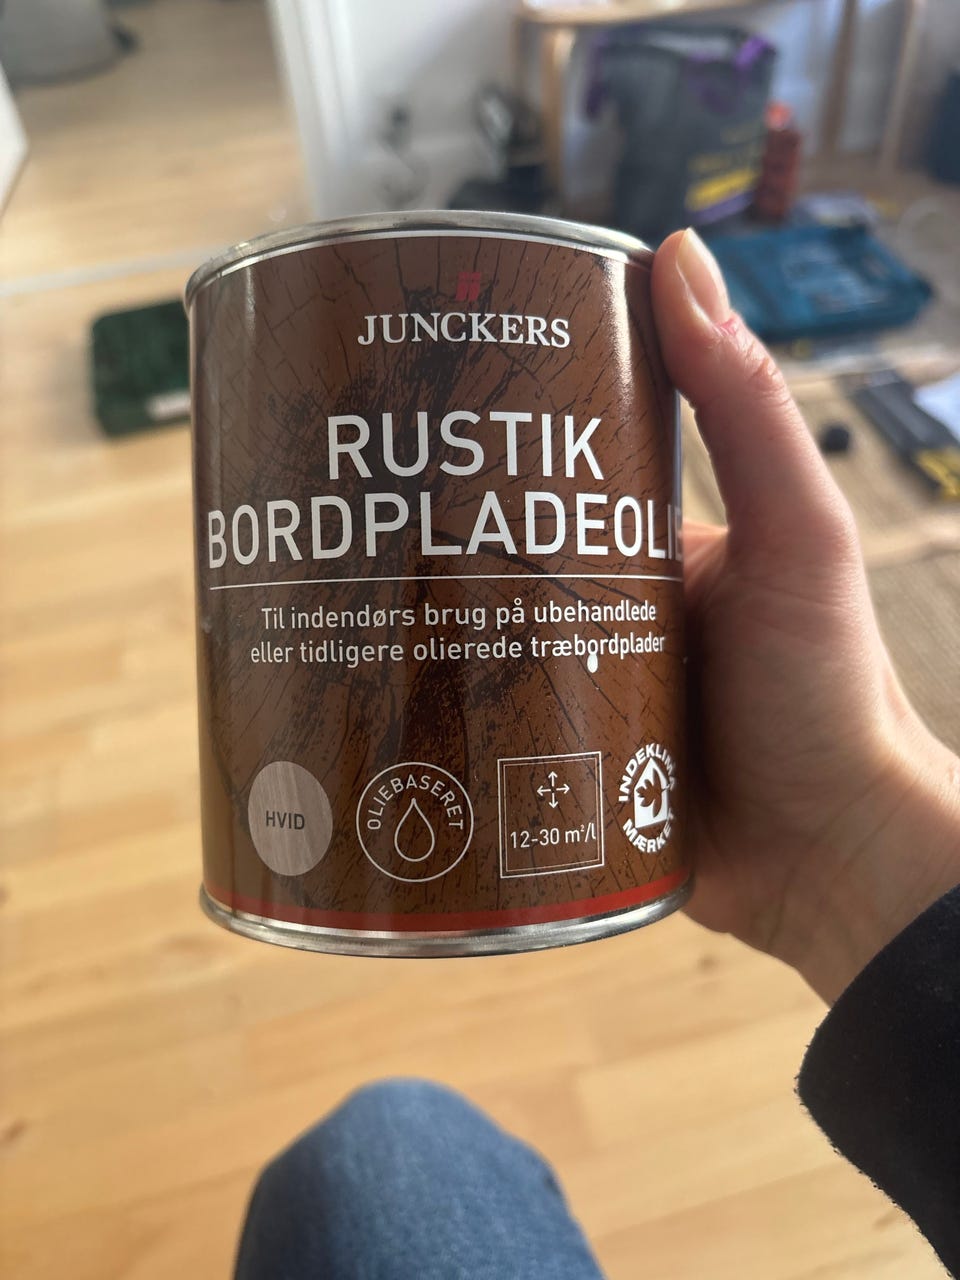 JUNCKERS
RUSTIK
BORDPLADEOLIE
Til indendørs brug på ubehandlede
eller tidligere olierede træbordplader
HVID
OLIEBASERET
12-30 m²/l
INDEKLIMA
MÆRKET